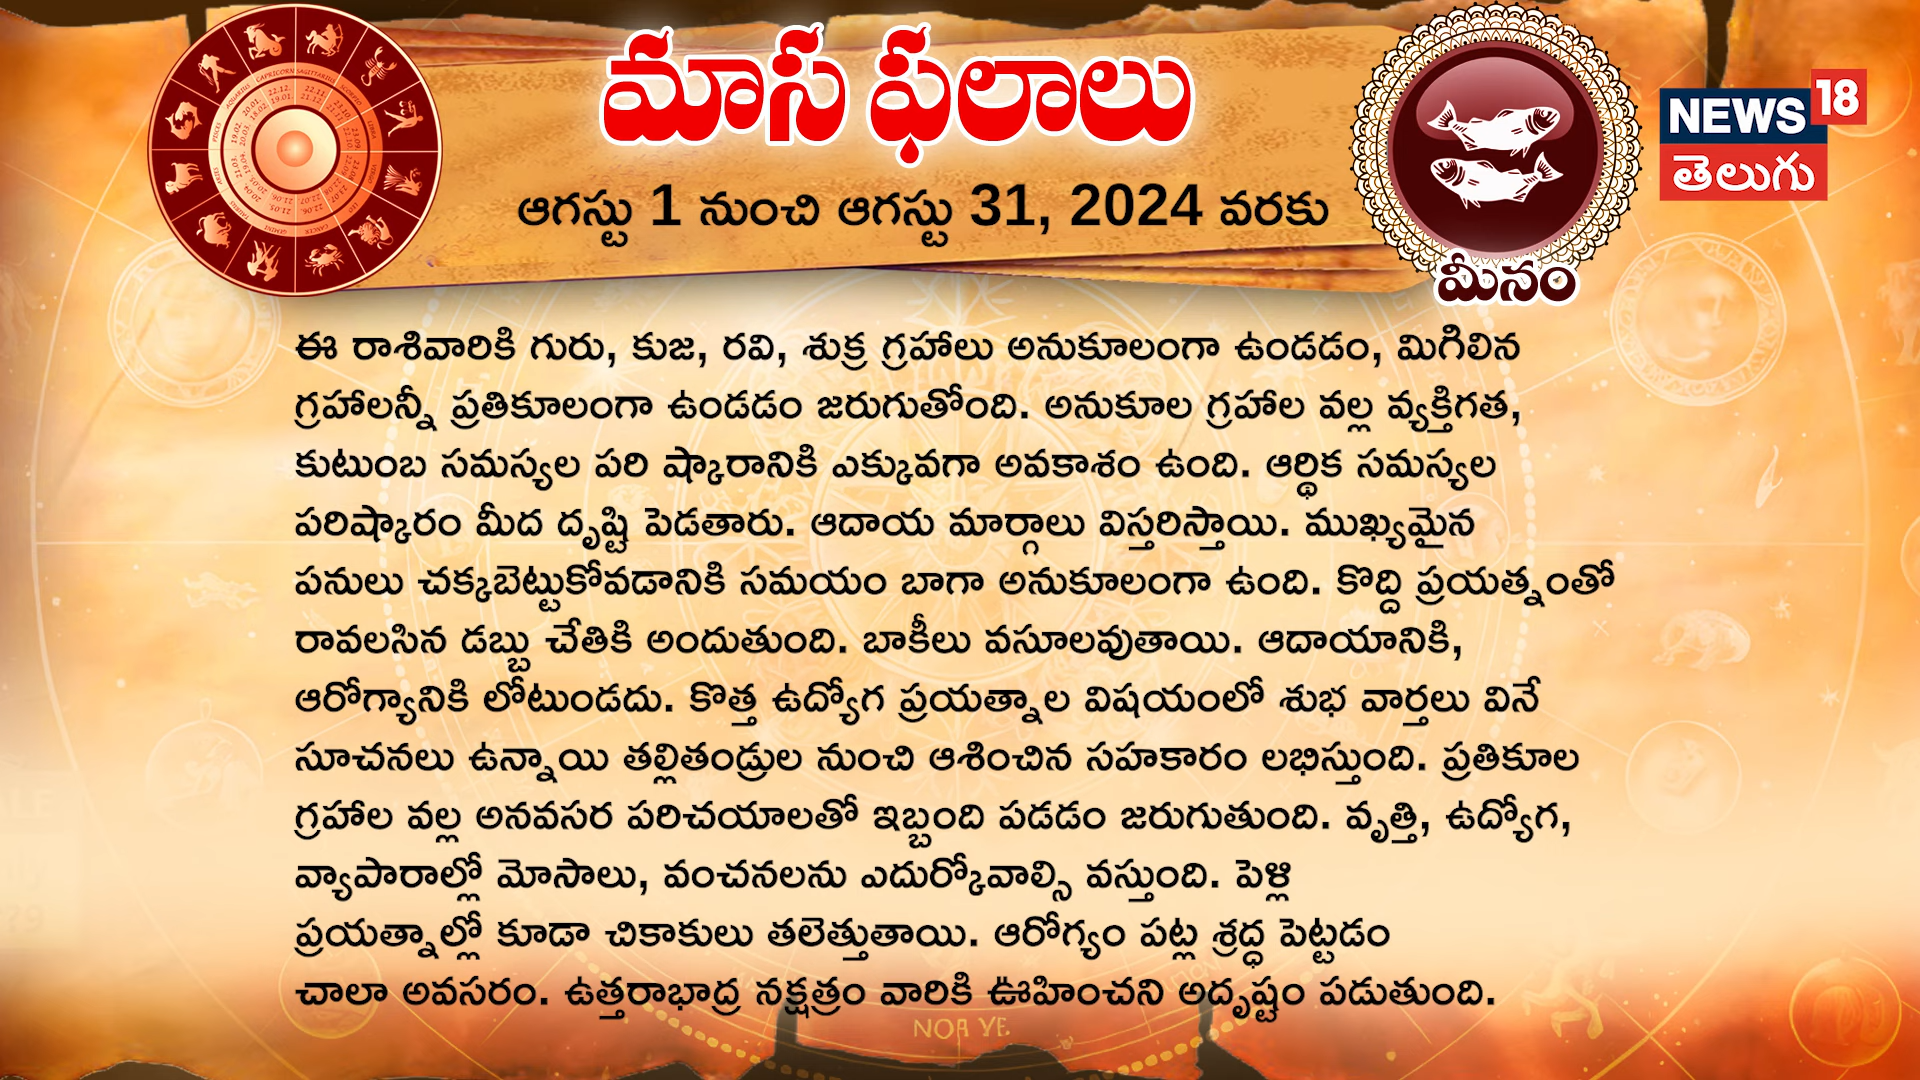 మాస ఫలాలు
ఆగస్టు 1 నుంచి ఆగస్టు 31, 2024 వరకు
NEWS 18
తెలుగు
మీనం
ఈ రాశివారికి గురు, కుజ, రవి, శుక్ర గ్రహాలు అనుకూలంగా ఉండడం, మిగిలిన
గ్రహాలన్నీ ప్రతికూలంగా ఉండడం జరుగుతోంది. అనుకూల గ్రహాల వల్ల వ్యక్తిగత,
కుటుంబ సమస్యల పరి ష్కారానికి ఎక్కువగా అవకాశం ఉంది. ఆర్థిక సమస్యల
పరిష్కారం మీద దృష్టి పెడతారు. ఆదాయ మార్గాలు విస్తరిస్తాయి. ముఖ్యమైన
పనులు చక్కబెట్టుకోవడానికి సమయం బాగా అనుకూలంగా ఉంది. కొద్ది ప్రయత్నంతో
రావలసిన డబ్బు చేతికి అందుతుంది. బాకీలు వసూలవుతాయి. ఆదాయానికి,
ఆరోగ్యానికి లోటుండదు. కొత్త ఉద్యోగ ప్రయత్నాల విషయంలో శుభ వార్తలు వినే
సూచనలు ఉన్నాయి తల్లితండ్రుల నుంచి ఆశించిన సహకారం లభిస్తుంది. ప్రతికూల
గ్రహాల వల్ల అనవసర పరిచయాలతో ఇబ్బంది పడడం జరుగుతుంది. వృత్తి, ఉద్యోగ,
వ్యాపారాల్లో మోసాలు, వంచనలను ఎదుర్కోవాల్సి వస్తుంది. పెళ్లి
ప్రయత్నాల్లో కూడా చికాకులు తలెత్తుతాయి. ఆరోగ్యం పట్ల శ్రద్ధ పెట్టడం
చాలా అవసరం. ఉత్తరాభాద్ర నక్షత్రం వారికి ఊహించని అదృష్టం పడుతుంది.